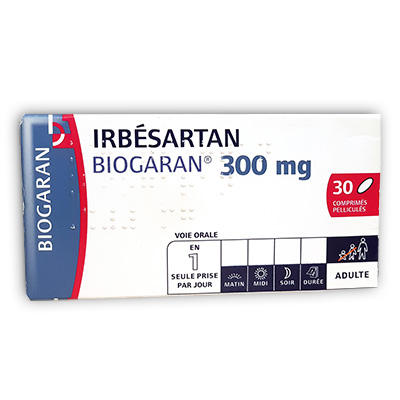 BIOGARAN
IRBÉSARTAN
BIOGARAN® 300 mg
30
COMPRIMÉS
PELLICULÉS
VOIE ORALE
EN
1
SEULE PRISE
PAR JOUR
MATIN
MIDI
SOIR
DURÉE
ADULTE